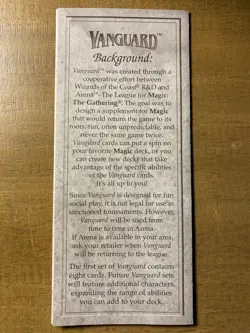 VANGUARD™
Background:
Vanguard™ was created through a
cooperative effort between
Wizards of the Coast® R&D and
Arena™-The League for Magic:
The Gathering®. The goal was to
design a supplement for Magic
that would return the game to its
roots: fun, often unpredictable, and
never the same game twice.
Vanguard cards can put a spin on
your favorite Magic deck, or you
can create new decks that take
advantage of the specific abilities
of the Vanguard cards.
It's all up to you!
Since Vanguard is designed for fun
social play, it is not legal for use in
sanctioned tournaments. However,
Vanguard will be used from
time to time in Arena.
If Arena is available in your area,
ask your retailer when Vanguard
will be returning to the league.
The first set of Vanguard contains
eight cards. Future Vanguard sets
will feature additional characters,
expanding the range of abilities
you can add to your deck.